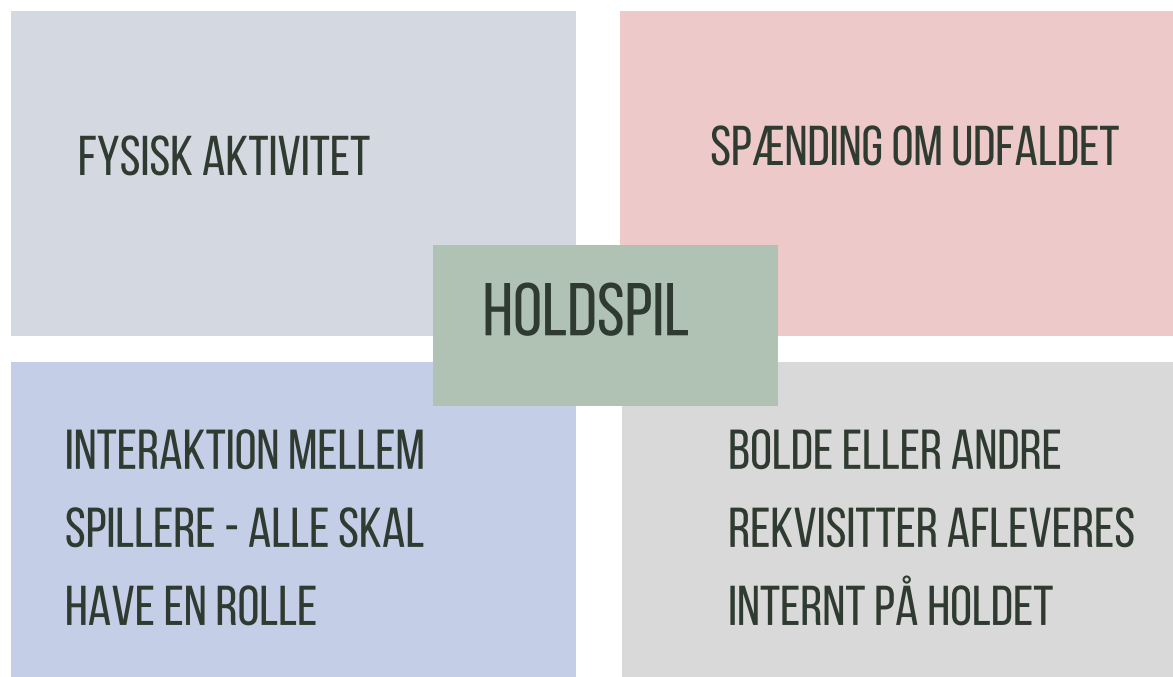 FYSISK AKTIVITET
SPÆNDING OM UDFALDET
HOLDSPIL
INTERAKTION MELLEM
SPILLERE - ALLE SKAL
HAVE EN ROLLE
BOLDE ELLER ANDRE
REKVISITTER AFLEVERES
INTERNT PÅ HOLDET